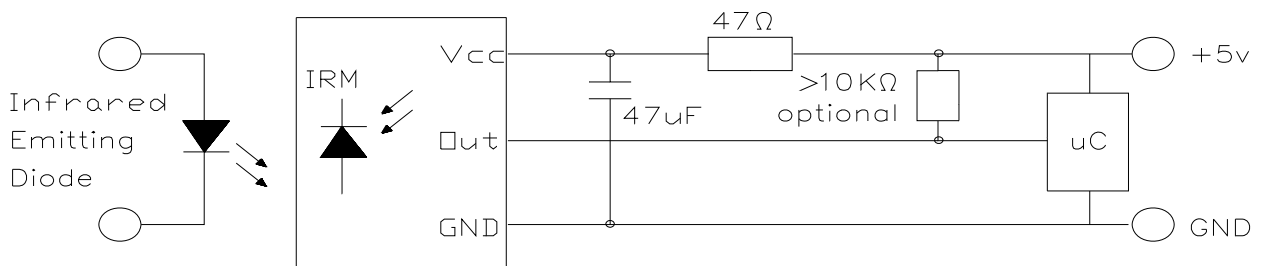 47Ω
Vcc
+5v
IRM
>10KΩ
optional
Infrared
Emitting
Diode
47uF
Out
uC
GND
GND